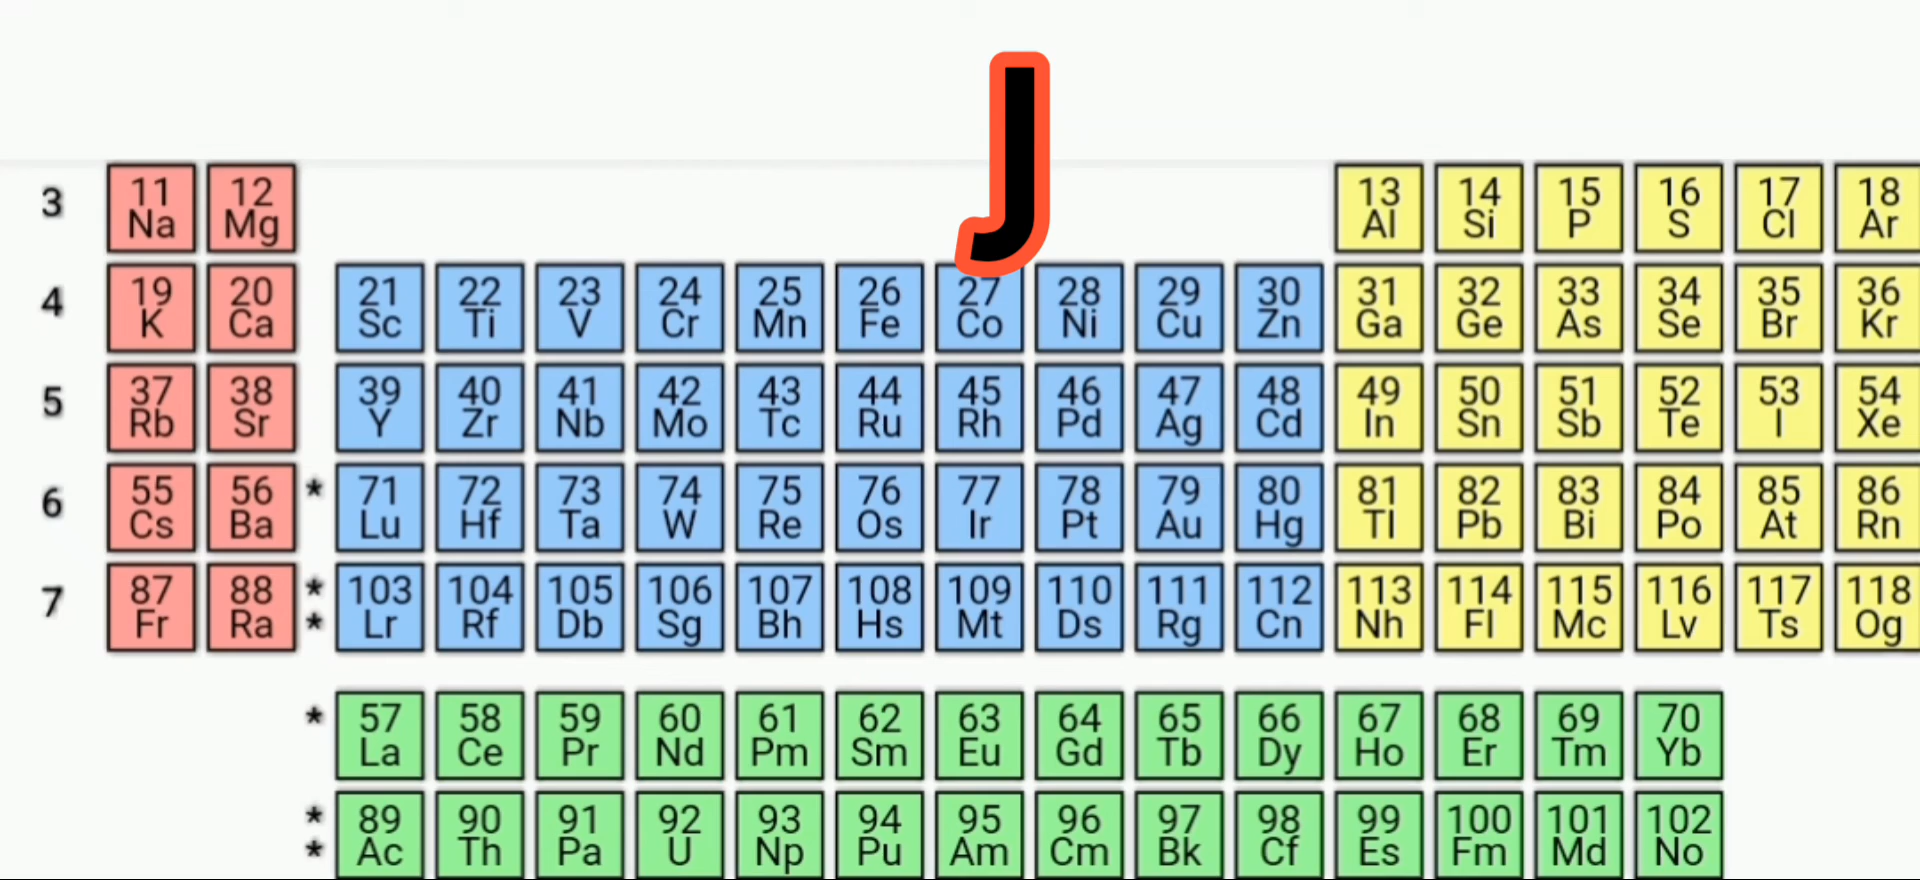 J
3 11 12 13 14 15 16 17 18
Na Mg Al Si P S Cl Ar
4 19 20 21 22 23 24 25 26 27 28 29 30 31 32 33 34 35 36
K Ca Sc Ti V Cr Mn Fe Co Ni Cu Zn Ga Ge As Se Br Kr
5 37 38 39 40 41 42 43 44 45 46 47 48 49 50 51 52 53 54
Rb Sr Y Zr Nb Mo Tc Ru Rh Pd Ag Cd In Sn Sb Te I Xe
6 55 56 * 71 72 73 74 75 76 77 78 79 80 81 82 83 84 85 86
Cs Ba Lu Hf Ta W Re Os Ir Pt Au Hg Tl Pb Bi Po At Rn
7 87 88 * 103 104 105 106 107 108 109 110 111 112 113 114 115 116 117 118
Fr Ra * Lr Rf Db Sg Bh Hs Mt Ds Rg Cn Nh Fl Mc Lv Ts Og
* 57 58 59 60 61 62 63 64 65 66 67 68 69 70
La Ce Pr Nd Pm Sm Eu Gd Tb Dy Ho Er Tm Yb
* 89 90 91 92 93 94 95 96 97 98 99 100 101 102
* Ac Th Pa U Np Pu Am Cm Bk Cf Es Fm Md No